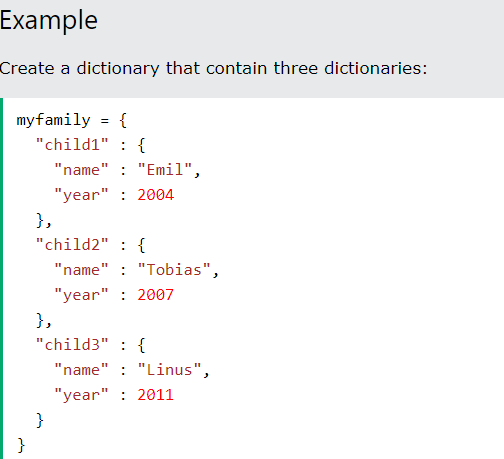 Example
Create a dictionary that contain three dictionaries:
myfamily = {
  "child1" : {
    "name" : "Emil",
    "year" : 2004
  },
  "child2" : {
    "name" : "Tobias",
    "year" : 2007
  },
  "child3" : {
    "name" : "Linus",
    "year" : 2011
  }
}